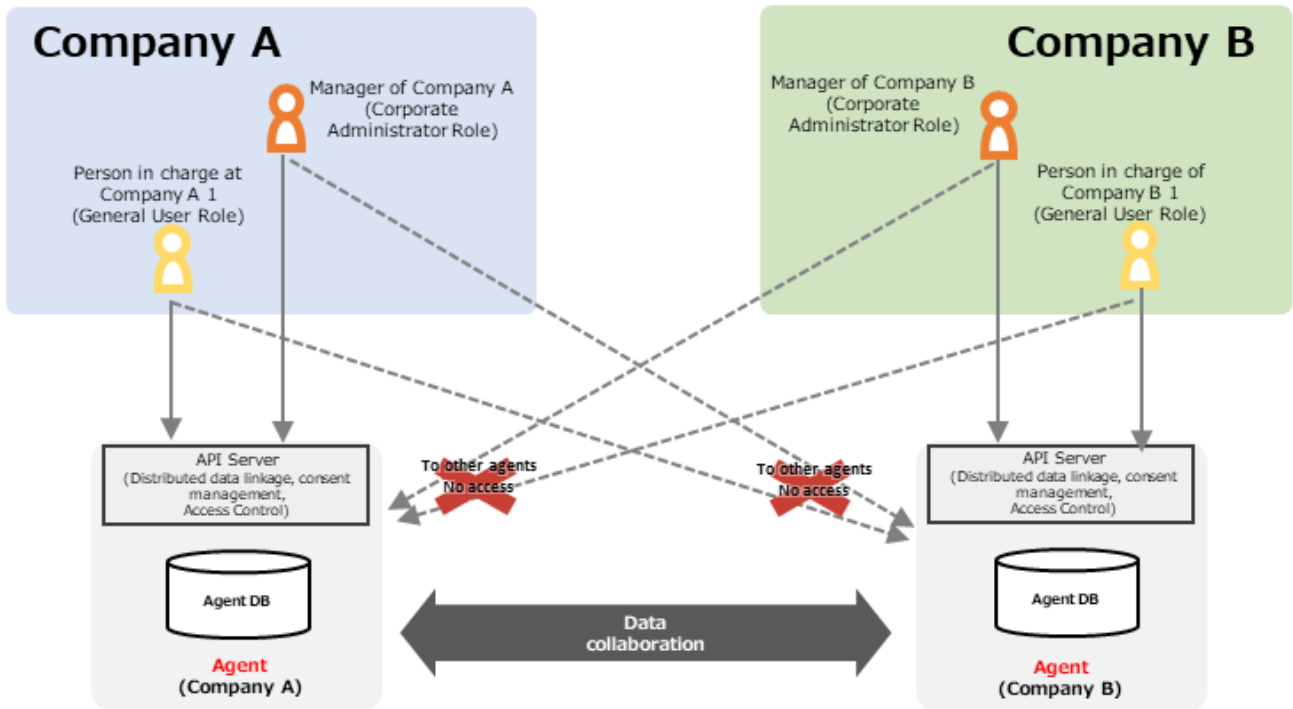 Company A
Manager of Company A
(Corporate
Administrator Role)
Person in charge at
Company A 1
(General User Role)
Company B
Manager of Company B
(Corporate
Administrator Role)
Person in charge of
Company B 1
(General User Role)
API Server
(Distributed data linkage, consent
management,
Access Control)
To other agents
No access
To other agents
No access
API Server
(Distributed data linkage, consent
management,
Access Control)
Agent DB
Agent
(Company A)
Data
collaboration
Agent DB
Agent
(Company B)